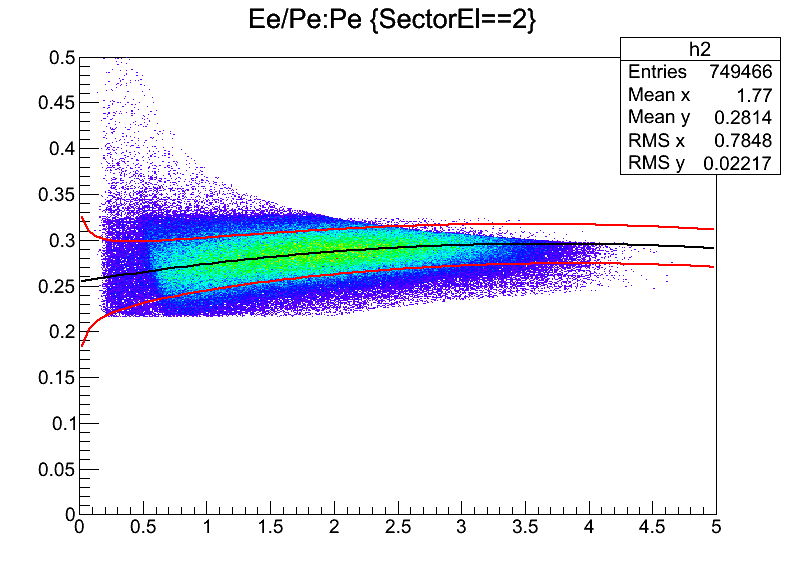 Ee/Pe:Pe {SectorEl==2}
h2
Entries 749466
Mean x 1.77
Mean y 0.2814
RMS x 0.7848
RMS y 0.02217
0.5
0.45
0.4
0.35
0.3
0.25
0.2
0.15
0.1
0.05
0
0 0.5 1 1.5 2 2.5 3 3.5 4 4.5 5